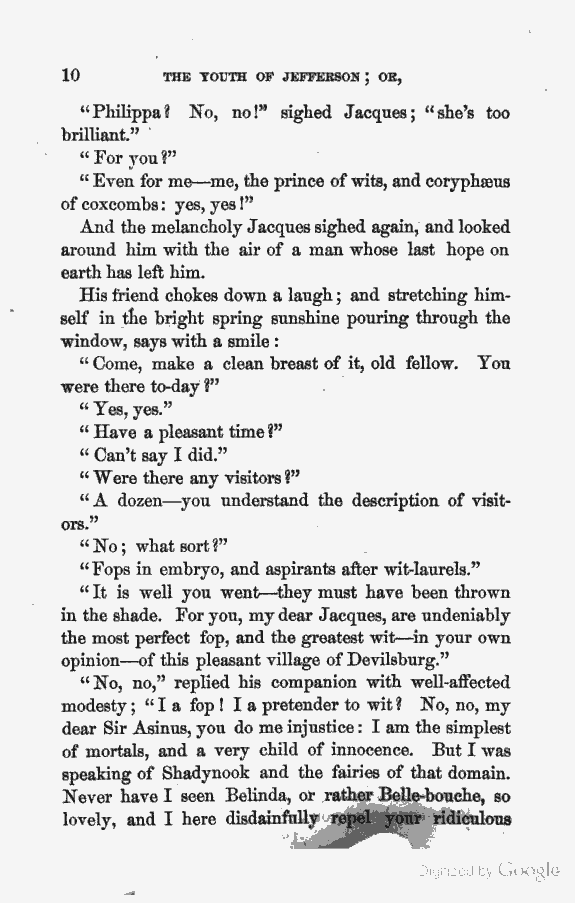 10 THE YOUTH OF JEFFERSON; OR,
"Philippa? No, no!" sighed Jacques; "she's too
brilliant."
"For you?"
"Even for me—me, the prince of wits, and coryphæus
of coxcombs: yes, yes!"
And the melancholy Jacques sighed again, and looked
around him with the air of a man whose last hope on
earth has left him.
His friend chokes down a laugh; and stretching him-
self in the bright spring sunshine pouring through the
window, says with a smile:
"Come, make a clean breast of it, old fellow. You
were there to-day?"
"Yes, yes."
"Have a pleasant time?"
"Can't say I did."
"Were there any visitors?"
"A dozen—you understand the description of visit-
ors."
"No; what sort?"
"Fops in embryo, and aspirants after wit-laurels."
"It is well you went—they must have been thrown
in the shade. For you, my dear Jacques, are undeniably
the most perfect fop, and the greatest wit—in your own
opinion—of this pleasant village of Devilsburg."
"No, no," replied his companion with well-affected
modesty; "I a fop! I a pretender to wit? No, no, my
dear Sir Asinus, you do me injustice: I am the simplest
of mortals, and a very child of innocence. But I was
speaking of Shadynook and the fairies of that domain.
Never have I seen Belinda, or rather Belle-bouche, so
lovely, and I here disdainfully repel your ridiculous
Digitized by Google